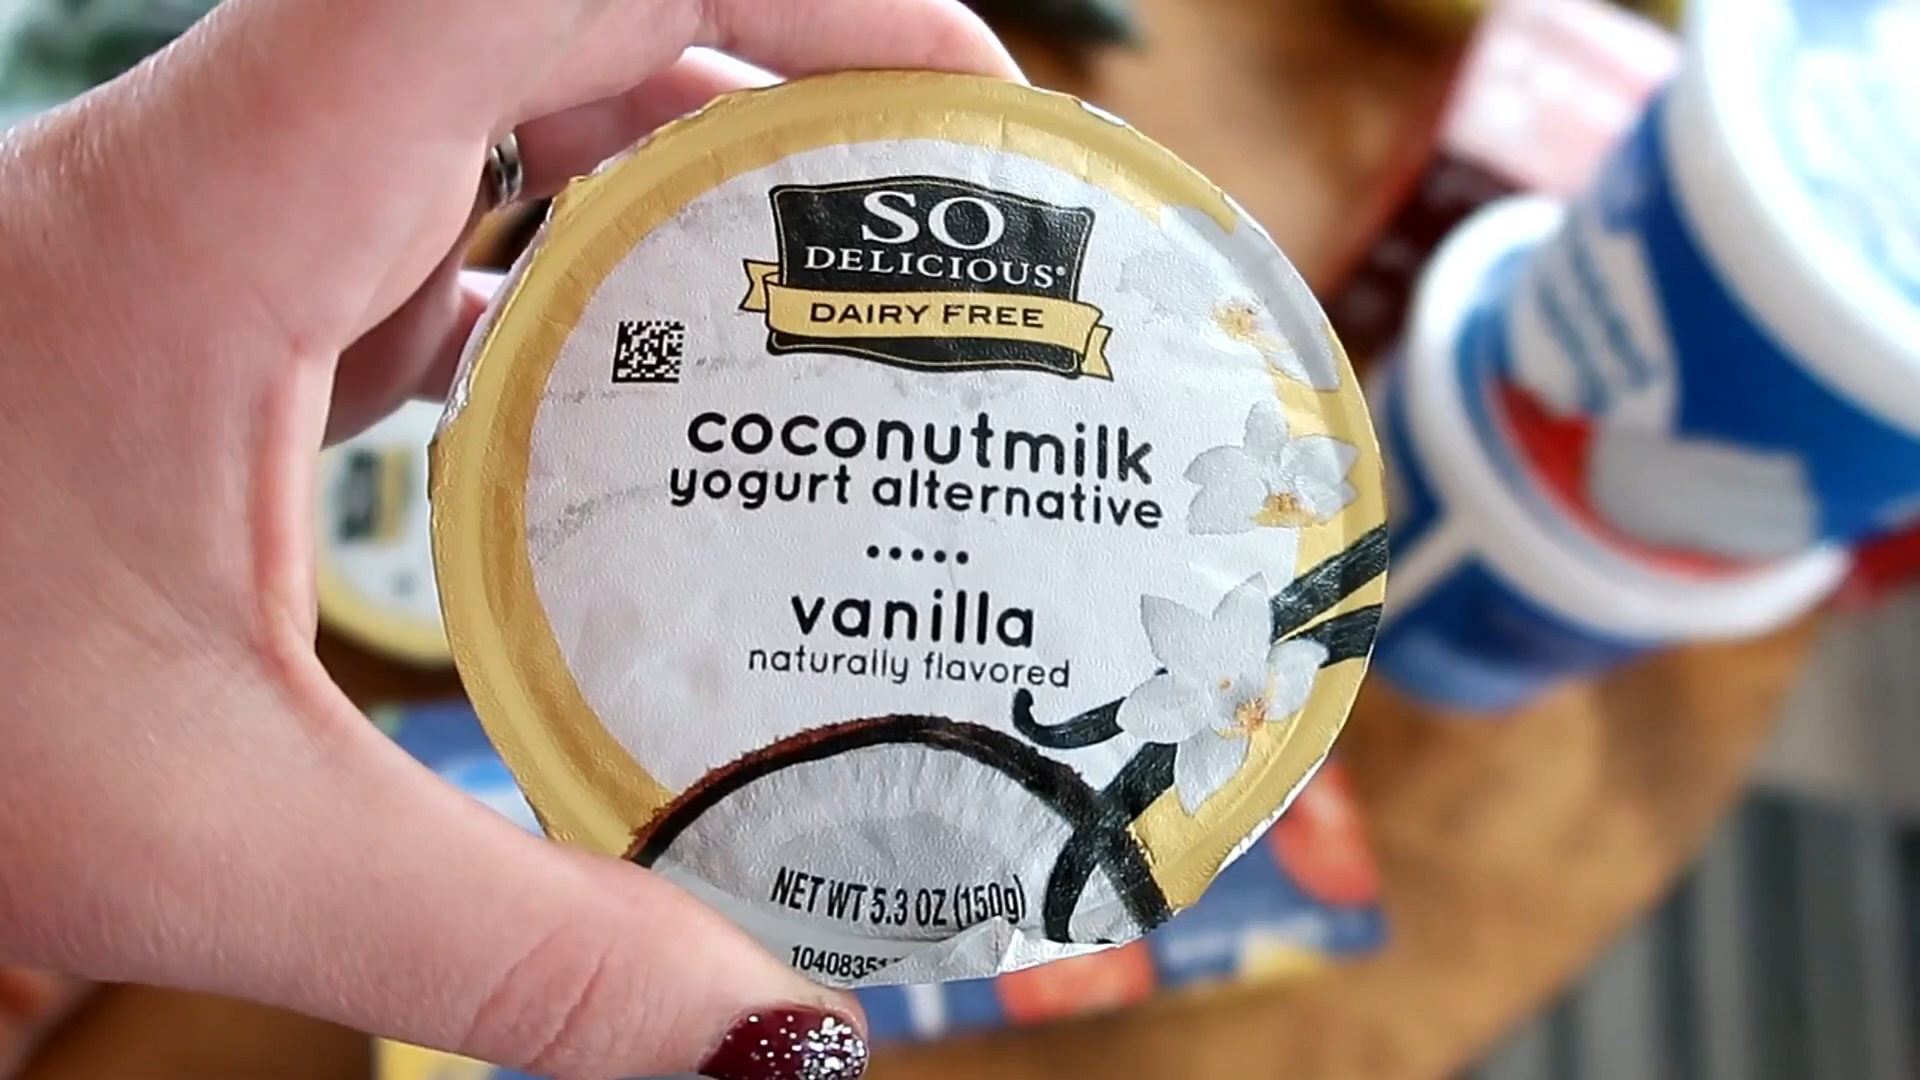 SO
DELICIOUS®
DAIRY FREE
coconutmilk
yogurt alternative
•••••
vanilla
naturally flavored
NET WT 5.3 OZ (150g)